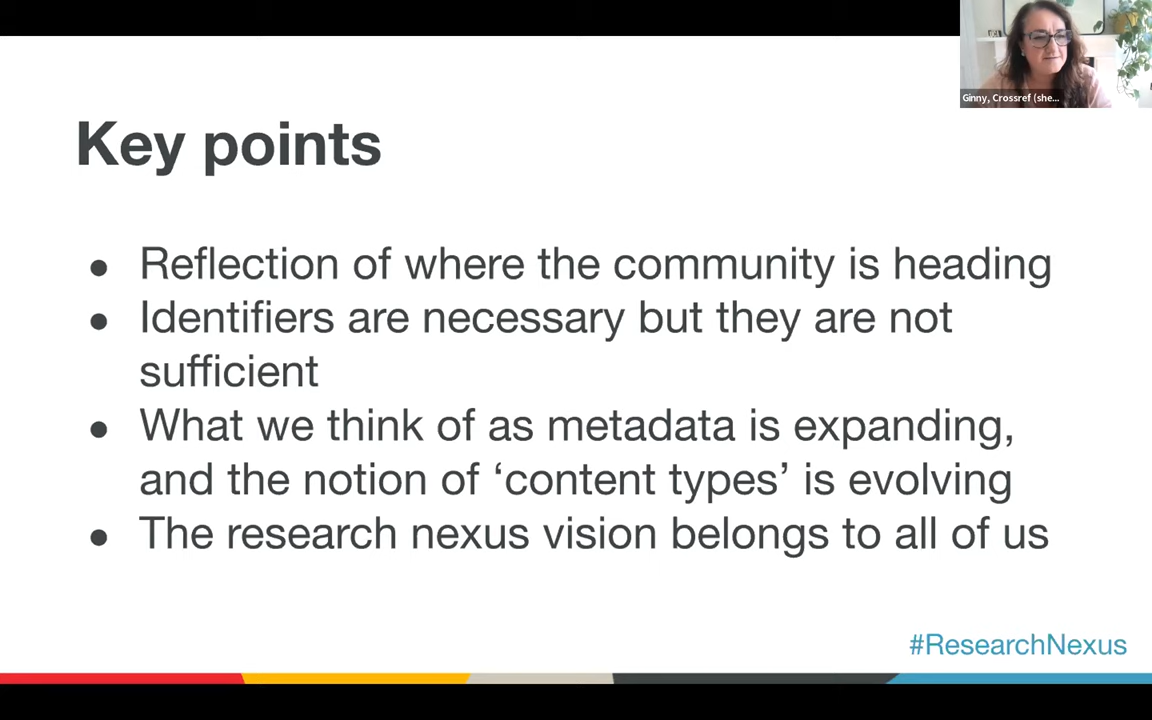 Ginny, Crossref (she...
Key points
● Reflection of where the community is heading
● Identifiers are necessary but they are not
sufficient
● What we think of as metadata is expanding,
and the notion of ‘content types’ is evolving
● The research nexus vision belongs to all of us
#ResearchNexus